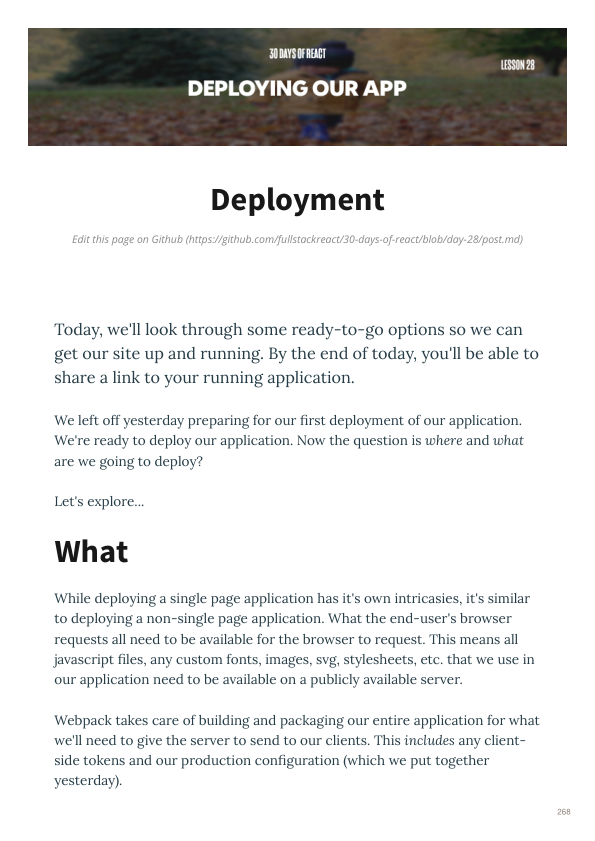 30 DAYS OF REACT
LESSON 28
DEPLOYING OUR APP
Deployment
Edit this page on Github (https://github.com/fullstackreact/30-days-of-react/blob/day-28/post.md)
Today, we'll look through some ready-to-go options so we can
get our site up and running. By the end of today, you'll be able to
share a link to your running application.
We left off yesterday preparing for our first deployment of our application.
We're ready to deploy our application. Now the question is where and what
are we going to deploy?
Let's explore...
What
While deploying a single page application has it's own intricasies, it's similar
to deploying a non-single page application. What the end-user's browser
requests all need to be available for the browser to request. This means all
javascript files, any custom fonts, images, svg, stylesheets, etc. that we use in
our application need to be available on a publicly available server.
Webpack takes care of building and packaging our entire application for what
we'll need to give the server to send to our clients. This includes any client-
side tokens and our production configuration (which we put together
yesterday).
268